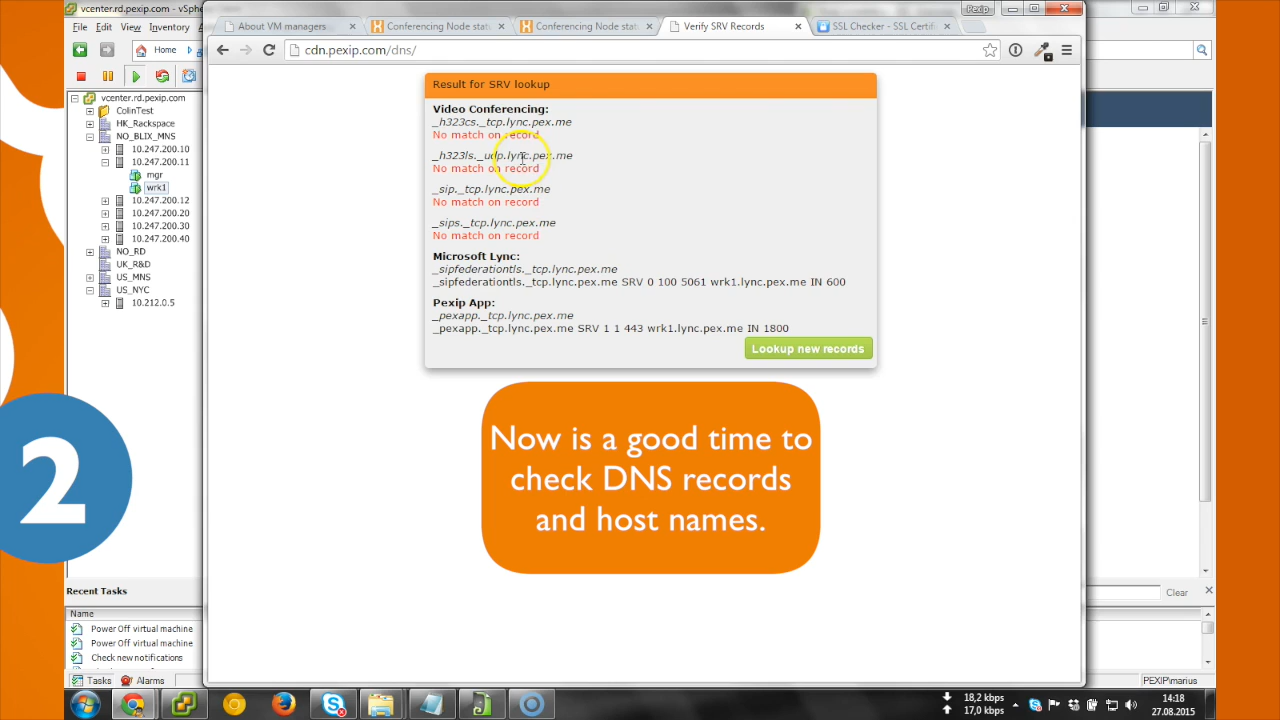 vcenter.rd.pexip.com - vSphe
File Edit View Inventory
Home
vcenter.rd.pexip.com
ColinTest
HK_Rackspace
NO_BLIX_MNS
10.247.200.10
10.247.200.11
mgr
wrk1
10.247.200.12
10.247.200.20
10.247.200.30
10.247.200.40
NO_RD
UK_R&D
US_MNS
US_NYC
10.212.0.5
Pexip
About VM managers
Conferencing Node stat
Conferencing Node stat
Verify SRV Records
SSL Checker - SSL Certifi
cdn.pexip.com/dns/
Result for SRV lookup
Video Conferencing:
_h323cs._tcp.lync.pex.me
No match on record
_h323ls._udp.lync.pex.me
No match on record
_sip._tcp.lync.pex.me
No match on record
_sips._tcp.lync.pex.me
No match on record
Microsoft Lync:
_sipfederationtls._tcp.lync.pex.me
_sipfederationtls._tcp.lync.pex.me SRV 0 100 5061 wrk1.lync.pex.me IN 600
Pexip App:
_pexapp._tcp.lync.pex.me
_pexapp._tcp.lync.pex.me SRV 1 1 443 wrk1.lync.pex.me IN 1800
Lookup new records
Now is a good time to
check DNS records
and host names.
2
Recent Tasks
Name
Power Off virtual machine
Power Off virtual machine
Check new notifications
Tasks Alarms
Clear
PEXIP\marius
18,2 kbps
17,0 kbps
14:18
27.08.2015